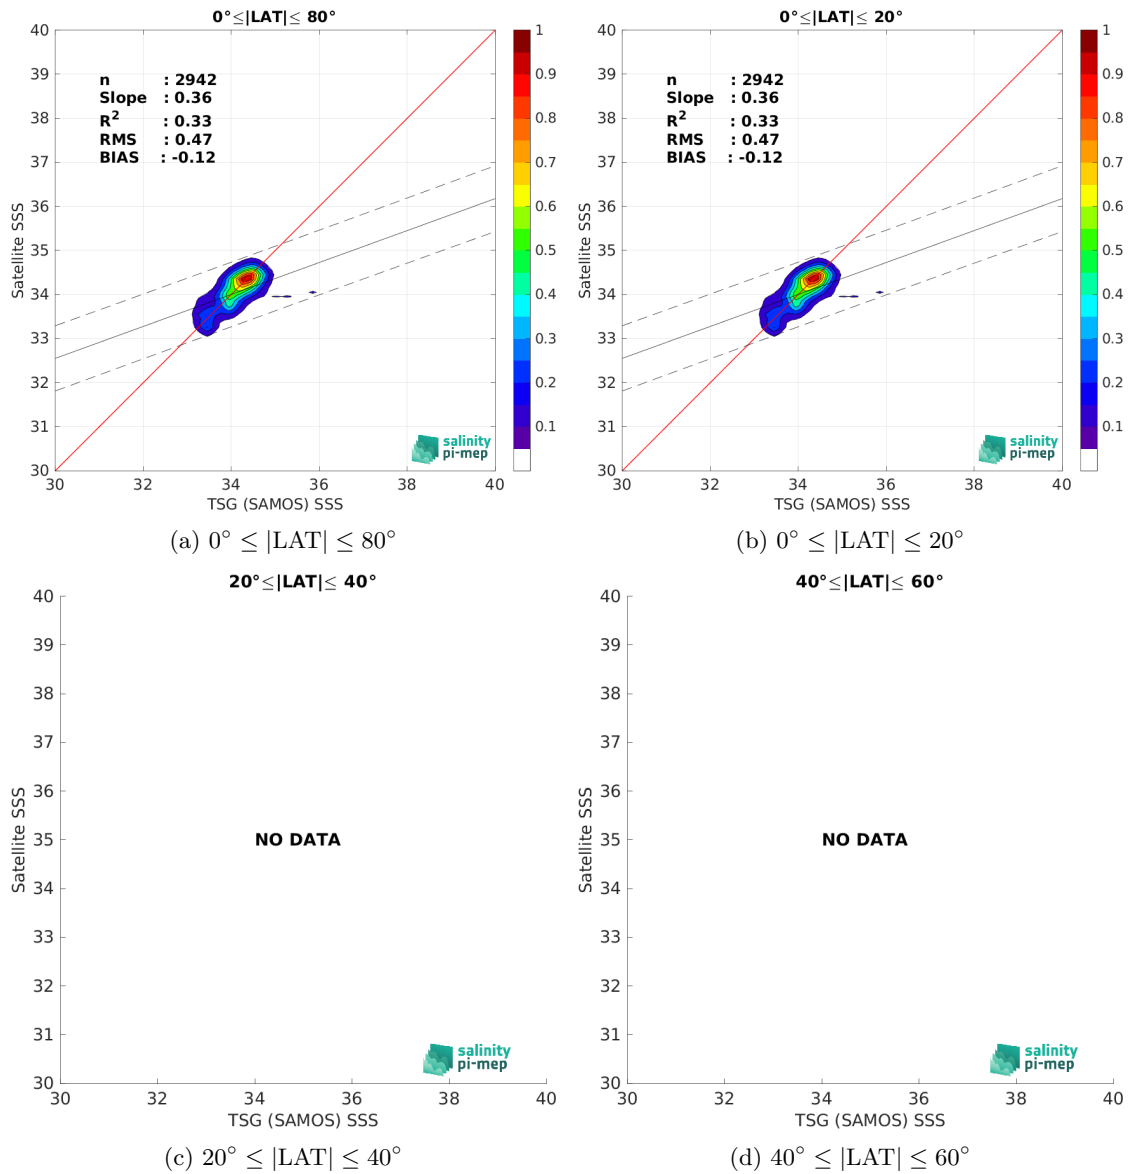 0°≤|LAT|≤ 80°
n : 2942
Slope : 0.36
R2 : 0.33
RMS : 0.47
BIAS : -0.12
40
39
38
37
36
35
34
33
32
31
30
Satellite SSS
30 32 34 36 38 40
TSG (SAMOS) SSS
1
0.9
0.8
0.7
0.6
0.5
0.4
0.3
0.2
0.1
salinity
pi-mep
(a) 0° ≤ |LAT| ≤ 80°
0°≤|LAT|≤ 20°
n : 2942
Slope : 0.36
R2 : 0.33
RMS : 0.47
BIAS : -0.12
40
39
38
37
36
35
34
33
32
31
30
Satellite SSS
30 32 34 36 38 40
TSG (SAMOS) SSS
1
0.9
0.8
0.7
0.6
0.5
0.4
0.3
0.2
0.1
salinity
pi-mep
(b) 0° ≤ |LAT| ≤ 20°
20°≤|LAT|≤ 40°
40
39
38
37
36
35
34
33
32
31
30
Satellite SSS
NO DATA
30 32 34 36 38 40
TSG (SAMOS) SSS
salinity
pi-mep
(c) 20° ≤ |LAT| ≤ 40°
40°≤|LAT|≤ 60°
40
39
38
37
36
35
34
33
32
31
30
Satellite SSS
NO DATA
30 32 34 36 38 40
TSG (SAMOS) SSS
salinity
pi-mep
(d) 40° ≤ |LAT| ≤ 60°